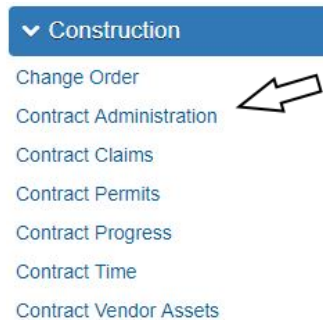 Construction
Change Order
Contract Administration
Contract Claims
Contract Permits
Contract Progress
Contract Time
Contract Vendor Assets